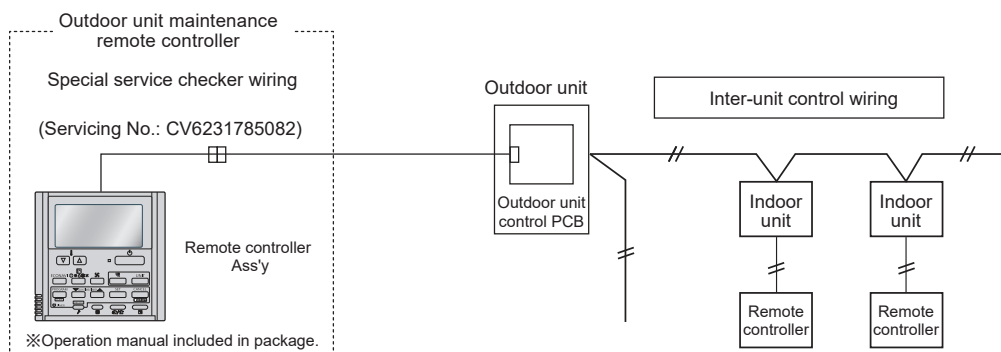 Outdoor unit maintenance
remote controller
Special service checker wiring
(Servicing No.: CV6231785082)
Remote controller
Ass'y
※Operation manual included in package.
Outdoor unit
Outdoor unit
control PCB
Inter-unit control wiring
Indoor
unit
Indoor
unit
Remote
controller
Remote
controller